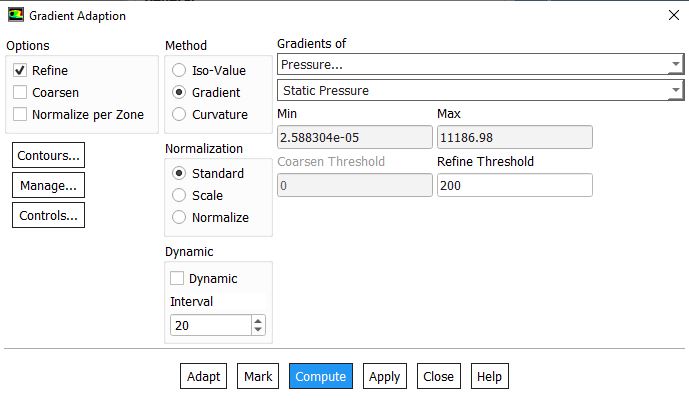 Gradient Adaption
Options
Refine
Coarsen
Normalize per Zone
Contours...
Manage...
Controls...
Method
Iso-Value
Gradient
Curvature
Normalization
Standard
Scale
Normalize
Dynamic
Dynamic
Interval
20
Gradients of
Pressure...
Static Pressure
Min Max
2.588304e-05 11186.98
Coarsen Threshold Refine Threshold
0 200
Adapt Mark Compute Apply Close Help